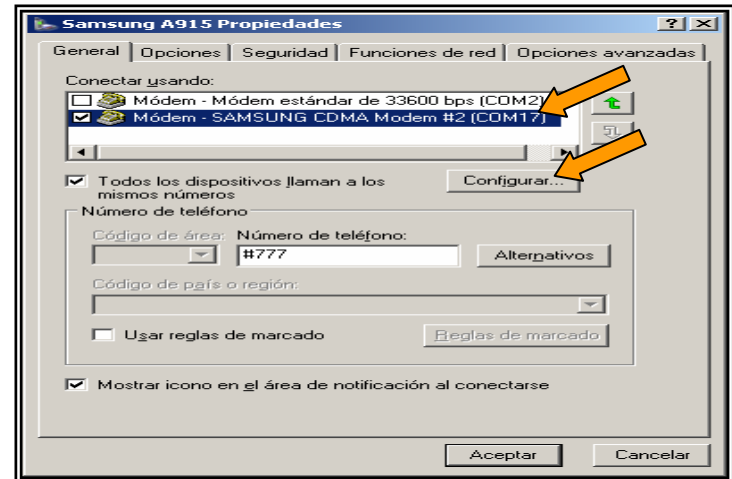 Samsung A915 Propiedades
General Opciones Seguridad Funciones de red Opciones avanzadas
Conectar usando:
Módem - Módem estándar de 33600 bps (COM2)
Módem - SAMSUNG CDMA Modem #2 (COM17)
Todos los dispositivos llaman a los
mismos números
Configurar...
Número de teléfono
Código de área: Número de teléfono:
#777
Alternativos
Código de país o región:
Usar reglas de marcado
Reglas de marcado
Mostrar icono en el área de notificación al conectarse
Aceptar Cancelar